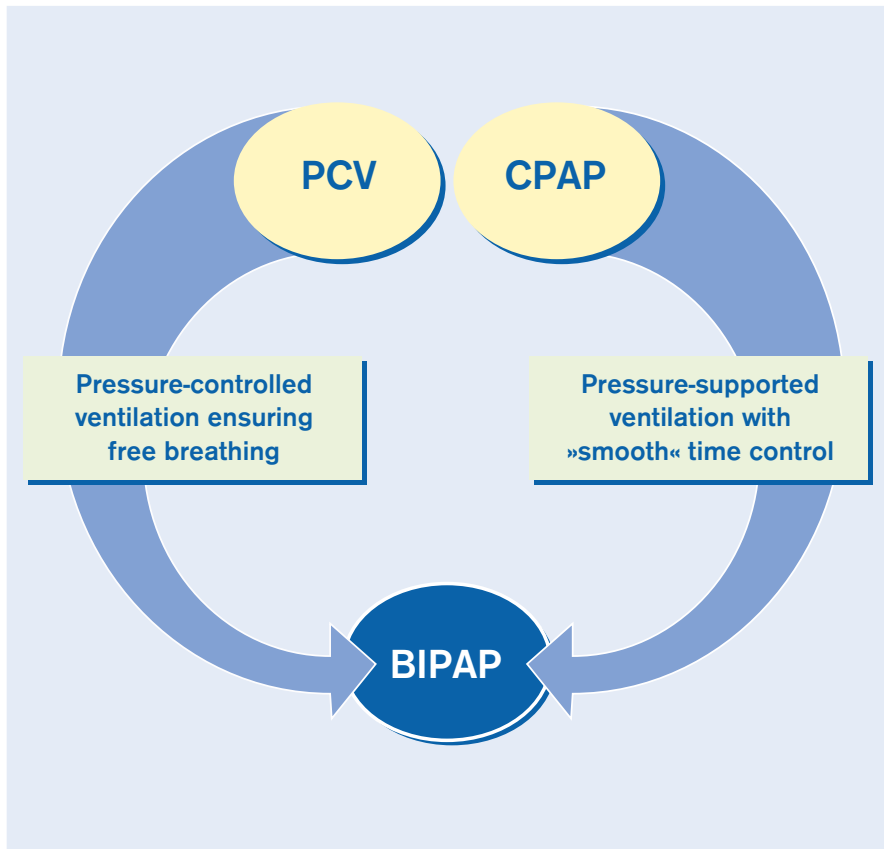 PCV
CPAP
Pressure-controlled
ventilation ensuring
free breathing
Pressure-supported
ventilation with
»smooth« time control
BIPAP